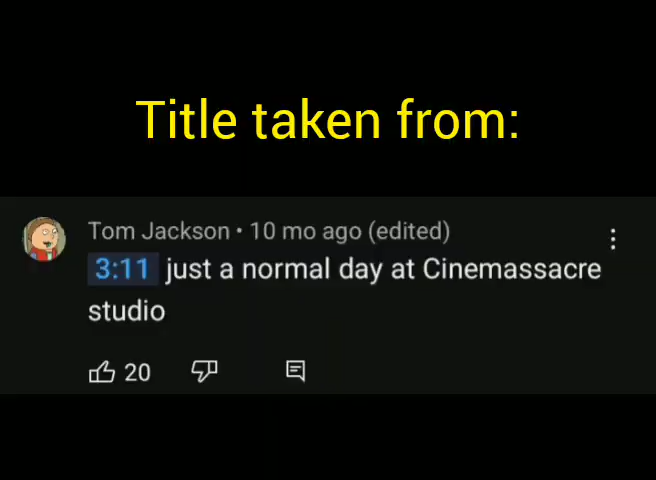 Title taken from:
Tom Jackson • 10 mo ago (edited)
3:11 just a normal day at Cinemassacre
studio
20